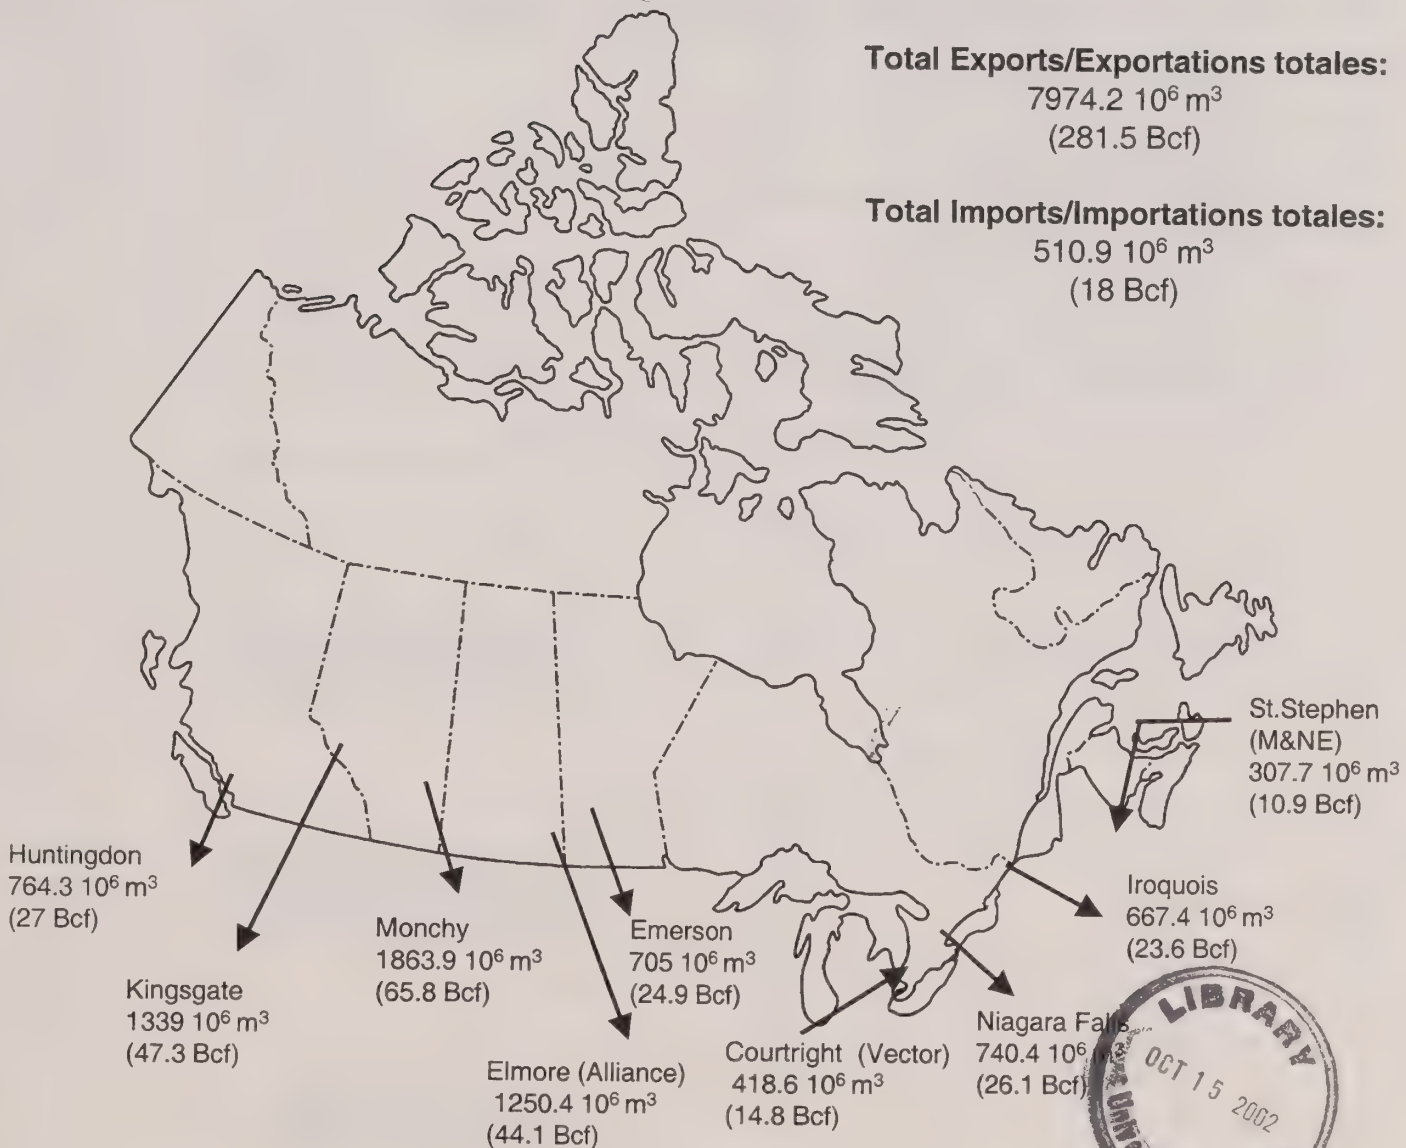 Total Exports/Exportations totales:
7974.2 10⁶ m³
(281.5 Bcf)
Total Imports/Importations totales:
510.9 10⁶ m³
(18 Bcf)
St.Stephen
(M&NE)
307.7 10⁶ m³
(10.9 Bcf)
Huntingdon
764.3 10⁶ m³
(27 Bcf)
Kingsgate
1339 10⁶ m³
(47.3 Bcf)
Monchy
1863.9 10⁶ m³
(65.8 Bcf)
Elmore (Alliance)
1250.4 10⁶ m³
(44.1 Bcf)
Emerson
705 10⁶ m³
(24.9 Bcf)
Courtright (Vector)
418.6 10⁶ m³
(14.8 Bcf)
Niagara Falls
740.4 10⁶ m³
(26.1 Bcf)
Iroquois
667.4 10⁶ m³
(23.6 Bcf)
LIBRARY
OCT 15 2002